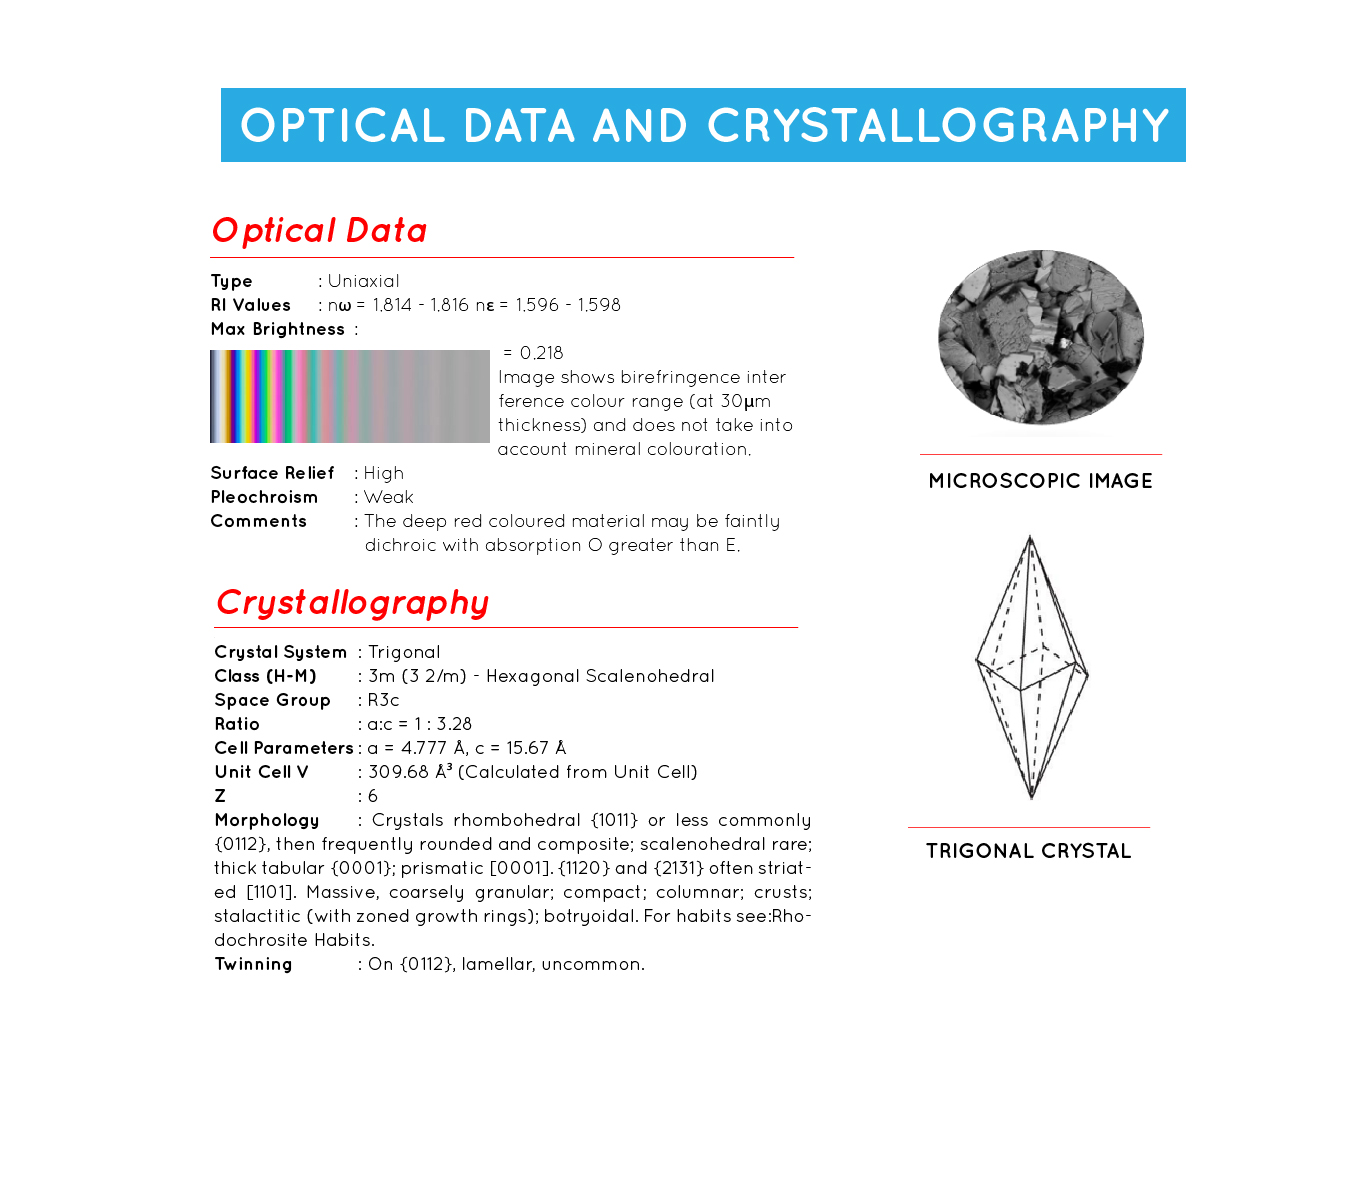 OPTICAL DATA AND CRYSTALLOGRAPHY
Optical Data
Type : Uniaxial
RI Values : nω = 1.814 - 1.816 nε = 1.596 - 1.598
Max Brightness :
= 0.218
Image shows birefringence inter
ference colour range (at 30µm
thickness) and does not take into
account mineral colouration.
Surface Relief : High
Pleochroism : Weak
Comments : The deep red coloured material may be faintly
dichroic with absorption O greater than E.
Crystallography
Crystal System : Trigonal
Class (H-M) : 3m (3 2/m) - Hexagonal Scalenohedral
Space Group : R3c
Ratio : a:c = 1 : 3.28
Cell Parameters : a = 4.777 Å, c = 15.67 Å
Unit Cell V : 309.68 Å³ (Calculated from Unit Cell)
Z : 6
Morphology : Crystals rhombohedral {1011} or less commonly
{0112}, then frequently rounded and composite; scalenohedral rare;
thick tabular {0001}; prismatic [0001]. {1120} and {2131} often striat-
ed [1101]. Massive, coarsely granular; compact; columnar; crusts;
stalactitic (with zoned growth rings); botryoidal. For habits see:Rho-
dochrosite Habits.
Twinning : On {0112}, lamellar, uncommon.
MICROSCOPIC IMAGE
TRIGONAL CRYSTAL